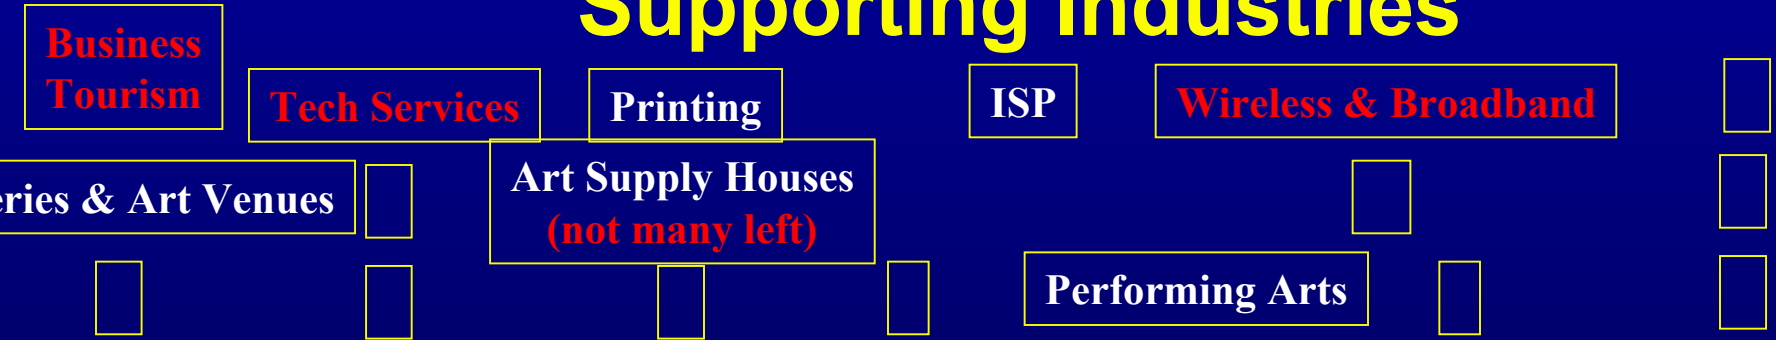 Supporting Industries
Business
Tourism
Tech Services
Printing
ISP
Wireless & Broadband
& Art Venues
Art Supply Houses
(not many left)
Performing Arts